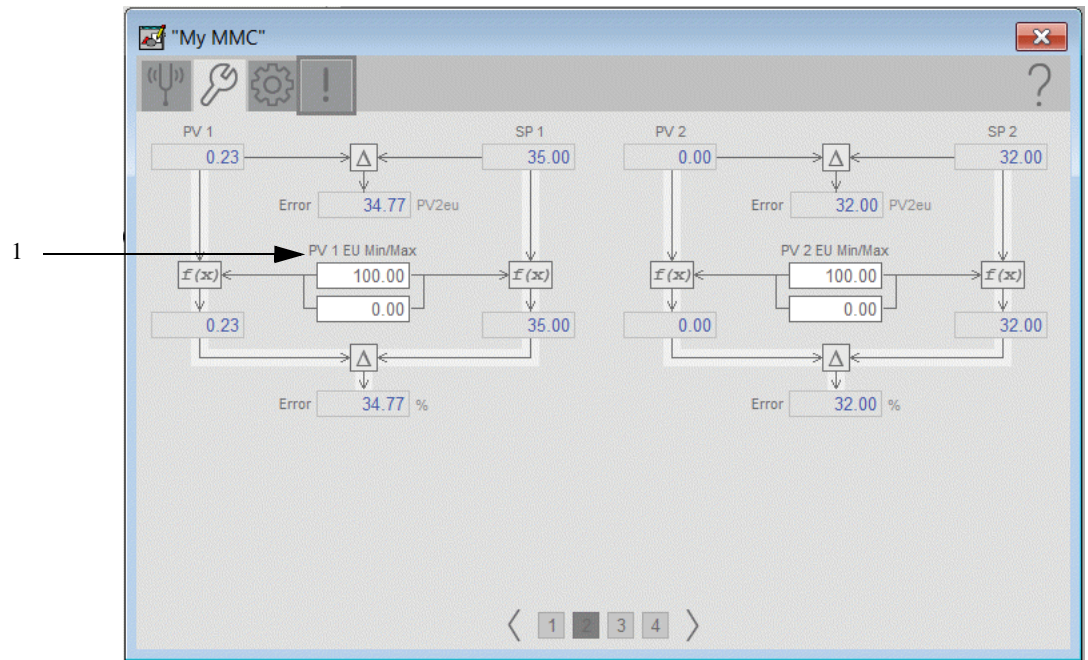 "My MMC"
!
?
PV 1 SP 1 PV 2 SP 2
0.23 Δ 35.00 0.00 Δ 32.00
Error 34.77 PV2eu Error 32.00 PV2eu
1
PV 1 EU Min/Max PV 2 EU Min/Max
f(x) 100.00 f(x) f(x) 100.00 f(x)
0.00 0.00
0.23 35.00 0.00 32.00
Δ Δ
Error 34.77 % Error 32.00 %
1 2 3 4